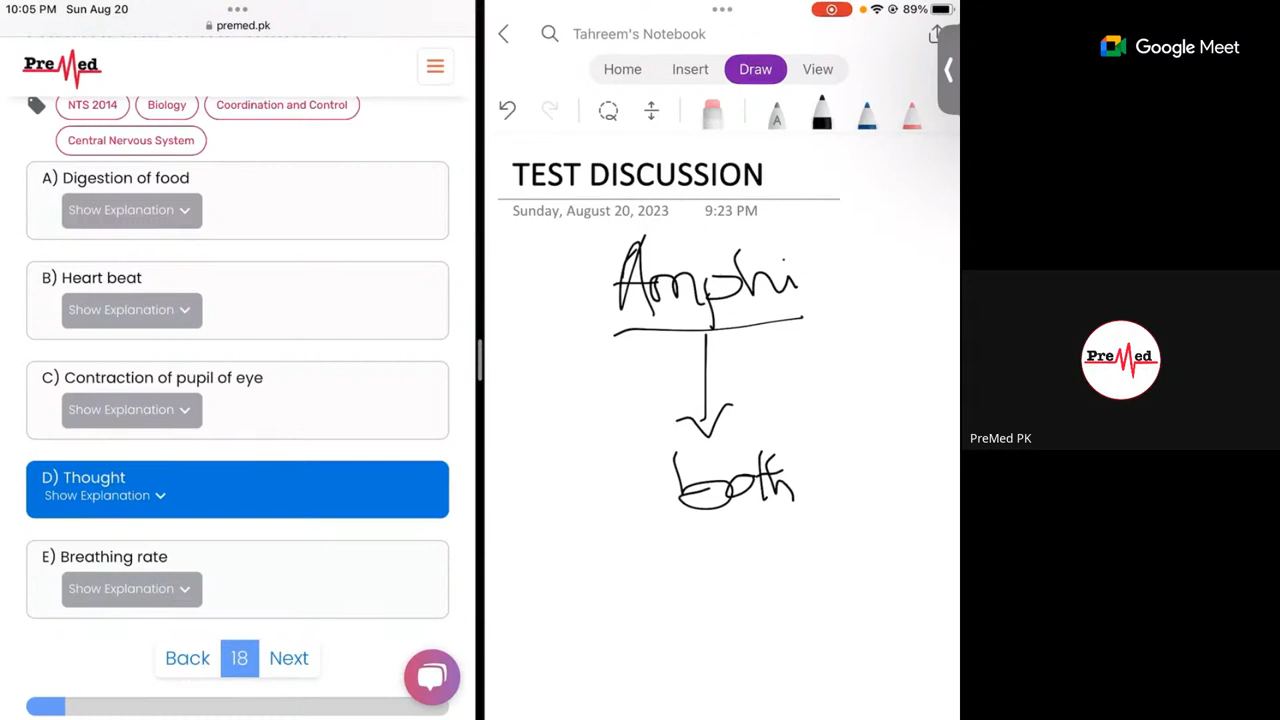 10:05 PM Sun Aug 20
premed.pk
PreMed
NTS 2014
Biology
Coordination and Control
Central Nervous System
A) Digestion of food
Show Explanation
B) Heart beat
Show Explanation
C) Contraction of pupil of eye
Show Explanation
D) Thought
Show Explanation
E) Breathing rate
Show Explanation
Back 18 Next
89%
Tahreem's Notebook
Home Insert Draw View
A
TEST DISCUSSION
Sunday, August 20, 2023 9:23 PM
Amphi
both
Google Meet
PreMed
PreMed PK